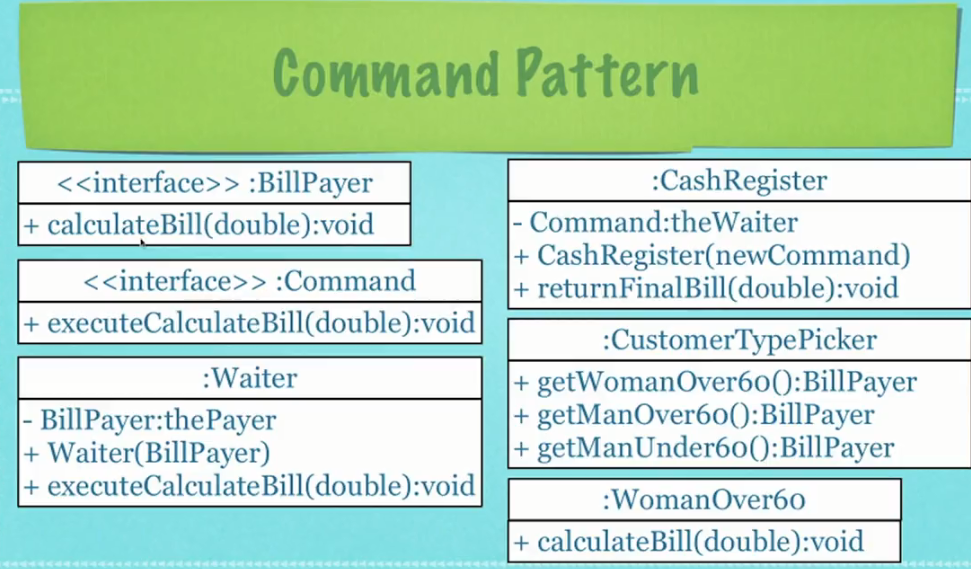 Command Pattern
<<interface>> :BillPayer
+ calculateBill(double):void
<<interface>> :Command
+ executeCalculateBill(double):void
:Waiter
- BillPayer:thePayer
+ Waiter(BillPayer)
+ executeCalculateBill(double):void
:CashRegister
- Command:theWaiter
+ CashRegister(newCommand)
+ returnFinalBill(double):void
:CustomerTypePicker
+ getWomanOver60():BillPayer
+ getManOver60():BillPayer
+ getManUnder60():BillPayer
:WomanOver60
+ calculateBill(double):void